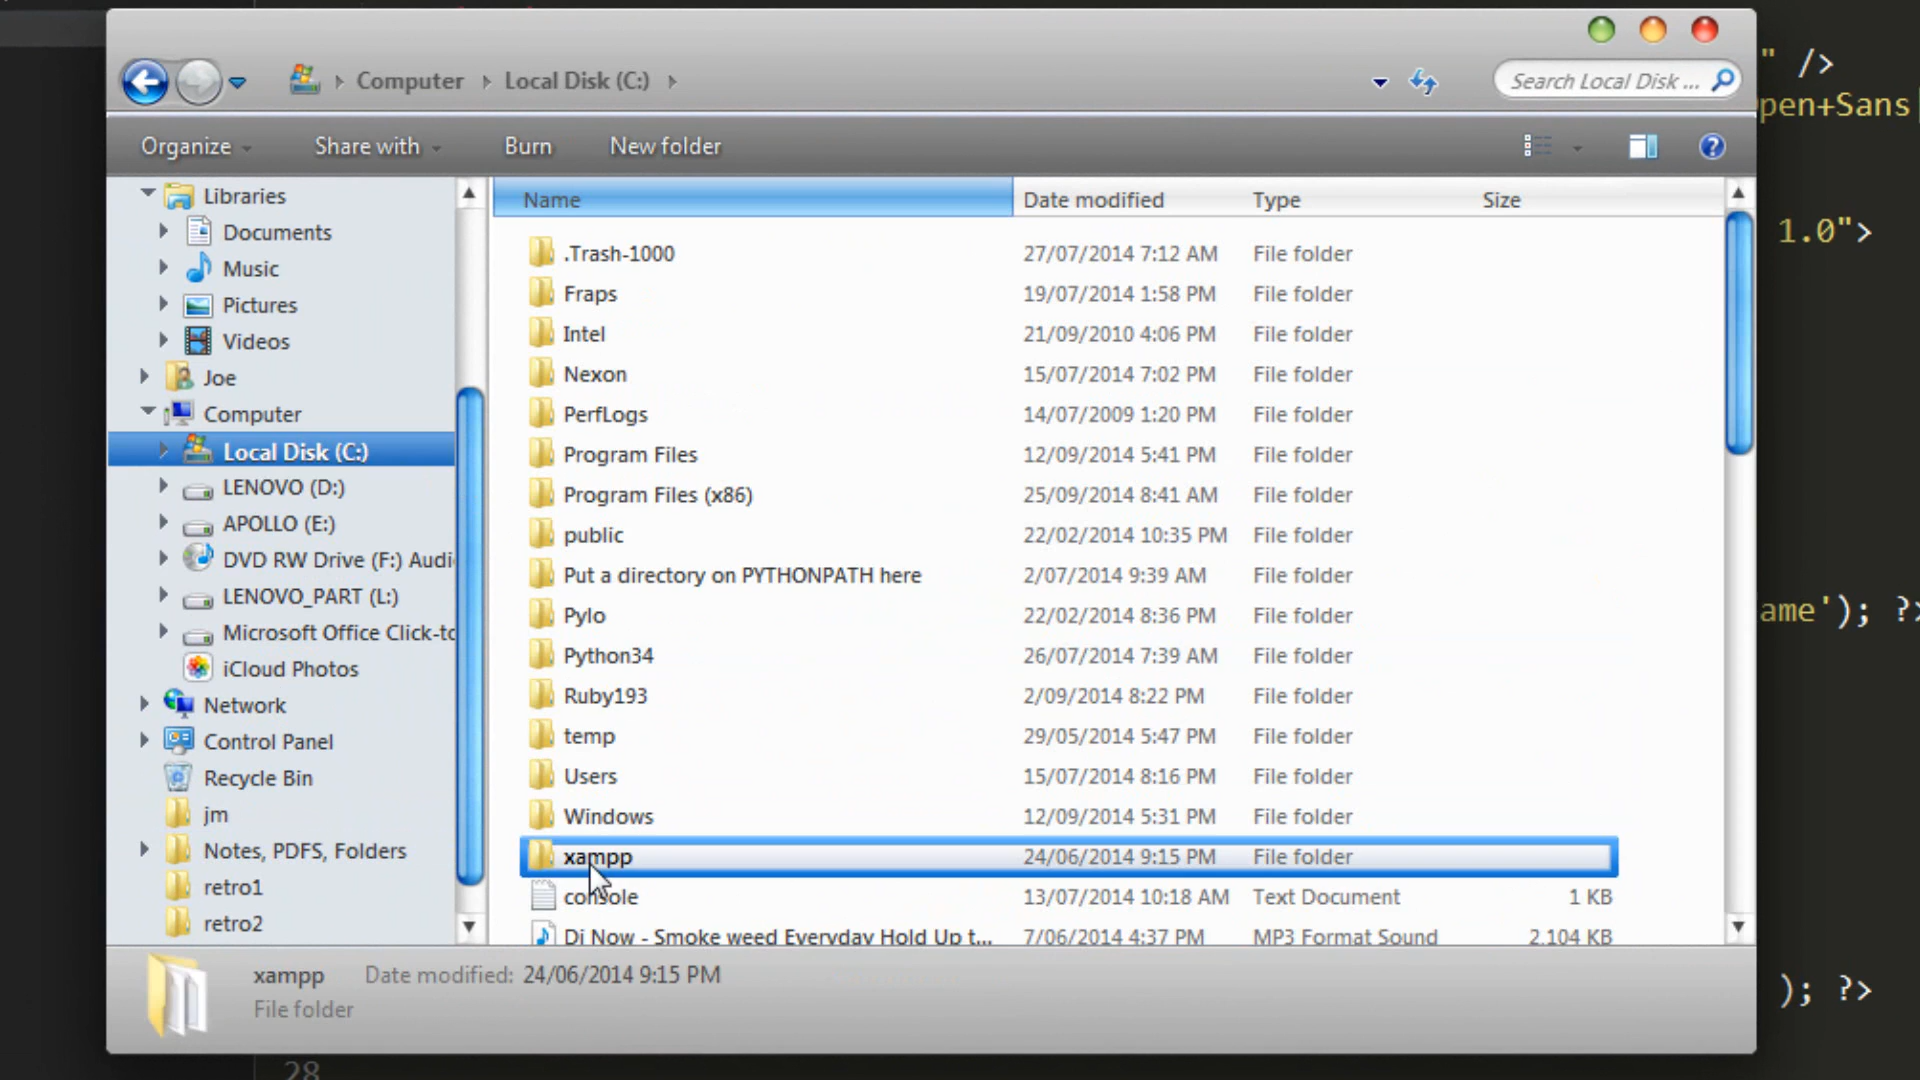 " />
Computer
Local Disk (C:)
Search Local Disk ...
pen+Sans
Organize
Share with
Burn
New folder
Libraries
Documents
Music
Pictures
Videos
Joe
Computer
Local Disk (C:)
LENOVO (D:)
APOLLO (E:)
DVD RW Drive (F:) Audi
LENOVO_PART (L:)
Microsoft Office Click-to
iCloud Photos
Network
Control Panel
Recycle Bin
jm
Notes, PDFS, Folders
retro1
retro2
Name Date modified Type Size
.Trash-1000 27/07/2014 7:12 AM File folder
Fraps 19/07/2014 1:58 PM File folder
Intel 21/09/2010 4:06 PM File folder
Nexon 15/07/2014 7:02 PM File folder
PerfLogs 14/07/2009 1:20 PM File folder
Program Files 12/09/2014 5:41 PM File folder
Program Files (x86) 25/09/2014 8:41 AM File folder
public 22/02/2014 10:35 PM File folder
Put a directory on PYTHONPATH here 2/07/2014 9:39 AM File folder
Pylo 22/02/2014 8:36 PM File folder
Python34 26/07/2014 7:39 AM File folder
Ruby193 2/09/2014 8:22 PM File folder
temp 29/05/2014 5:47 PM File folder
Users 15/07/2014 8:16 PM File folder
Windows 12/09/2014 5:31 PM File folder
xampp 24/06/2014 9:15 PM File folder
console 13/07/2014 10:18 AM Text Document 1 KB
Dj Now - Smoke weed Everyday Hold Up t... 7/06/2014 4:37 PM MP3 Format Sound 2,104 KB
1.0">
ame'); ?>
); ?>
xampp Date modified: 24/06/2014 9:15 PM
File folder
28